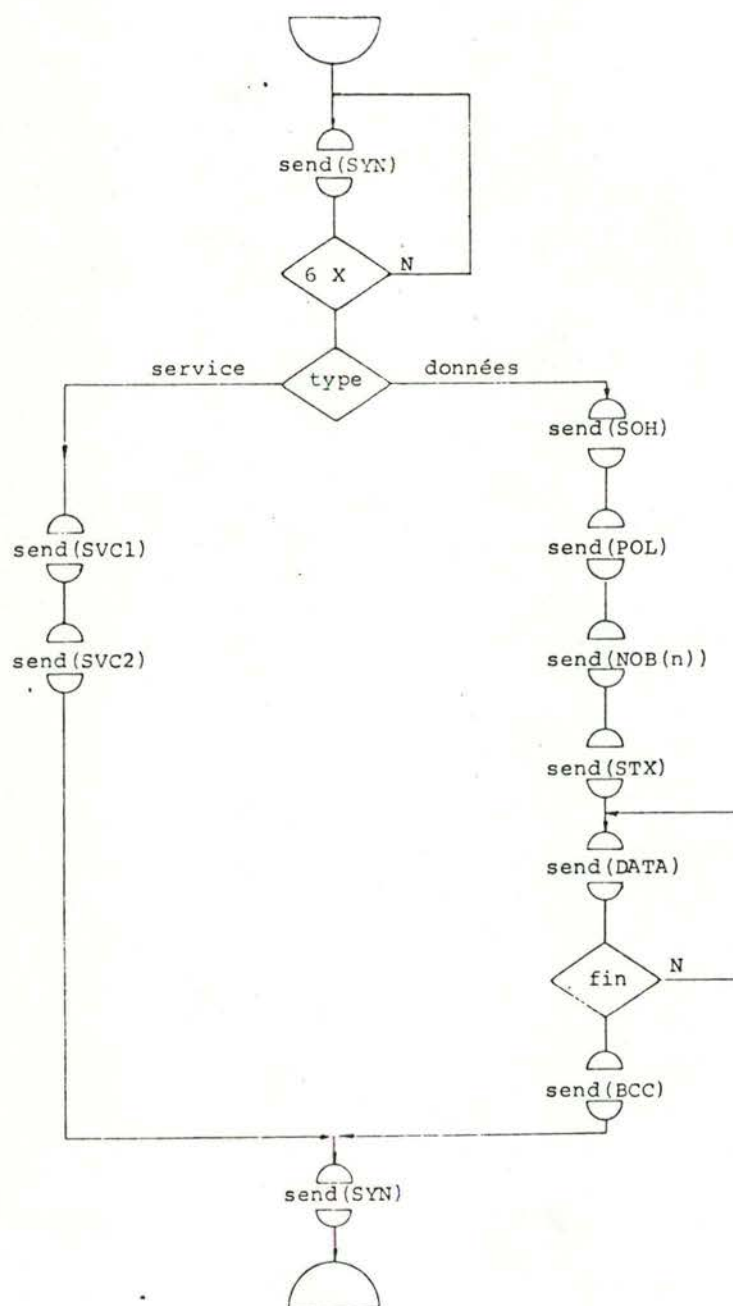 send(SYN)
6 X
N
service
type
données
send(SOH)
send(SVC1)
send(POL)
send(SVC2)
send(NOB(n))
send(STX)
send(DATA)
fin
N
send(BCC)
send(SYN)